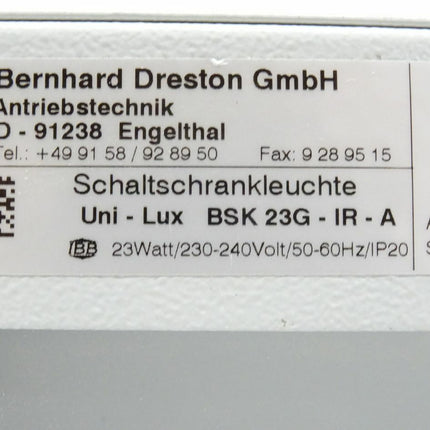 Bernhard Dreston GmbH
Antriebstechnik
D - 91238 Engelthal
Tel.: +49 91 58 / 92 89 50 Fax: 9 28 95 15
Schaltschrankleuchte
Uni - Lux BSK 23G - IR - A
IBB 23Watt/230-240Volt/50-60Hz/IP20